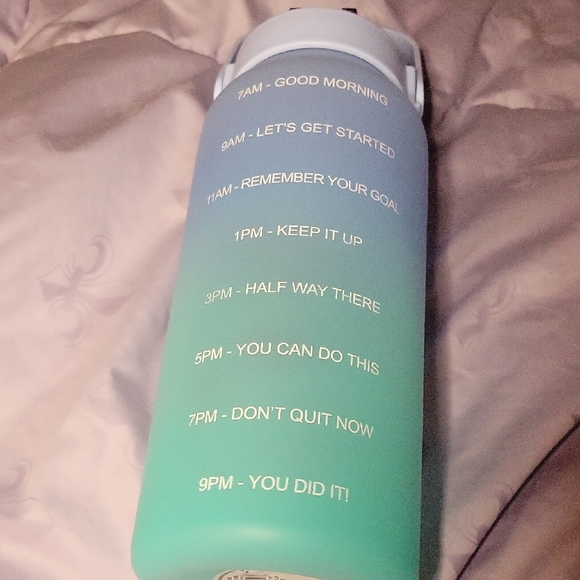 7AM - GOOD MORNING
9AM - LET'S GET STARTED
11AM - REMEMBER YOUR GOAL
1PM - KEEP IT UP
3PM - HALF WAY THERE
5PM - YOU CAN DO THIS
7PM - DON'T QUIT NOW
9PM - YOU DID IT!